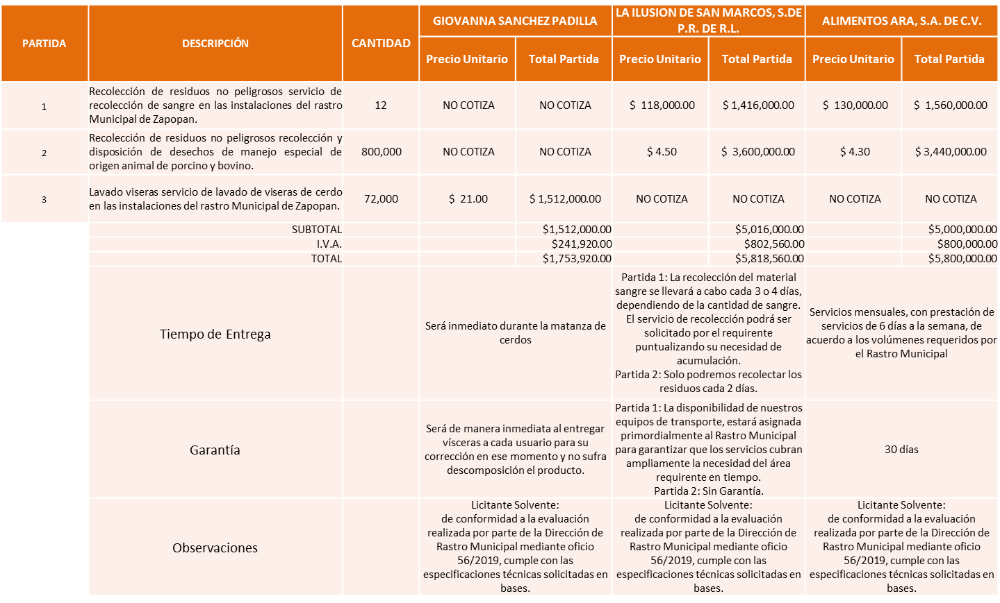 PARTIDA
DESCRIPCIÓN
CANTIDAD
GIOVANNA SANCHEZ PADILLA
LA ILUSION DE SAN MARCOS, S.DE
P.R. DE R.L.
ALIMENTOS ARA, S.A. DE C.V.
Precio Unitario
Total Partida
Precio Unitario
Total Partida
Precio Unitario
Total Partida
1
Recolección de residuos no peligrosos servicio de
recolección de sangre en las instalaciones del rastro
Municipal de Zapopan.
12
NO COTIZA
NO COTIZA
$ 118,000.00
$ 1,416,000.00
$ 130,000.00
$ 1,560,000.00
2
Recolección de residuos no peligrosos recolección y
disposición de desechos de manejo especial de
origen animal de porcino y bovino.
800,000
NO COTIZA
NO COTIZA
$ 4.50
$ 3,600,000.00
$ 4.30
$ 3,440,000.00
3
Lavado viseras servicio de lavado de viseras de cerdo
en las instalaciones del rastro Municipal de Zapopan.
72,000
$ 21.00
$ 1,512,000.00
NO COTIZA
NO COTIZA
NO COTIZA
NO COTIZA
SUBTOTAL
$1,512,000.00
$5,016,000.00
$5,000,000.00
I.V.A.
$241,920.00
$802,560.00
$800,000.00
TOTAL
$1,753,920.00
$5,818,560.00
$5,800,000.00
Tiempo de Entrega
Será inmediato durante la matanza de
cerdos
Partida 1: La recolección del material
sangre se llevará a cabo cada 3 o 4 días,
dependiendo de la cantidad de sangre.
El servicio de recolección podrá ser
solicitado por el requirente
puntualizando su necesidad de
acumulación.
Partida 2: Solo podremos recolectar los
residuos cada 2 días.
Servicios mensuales, con prestación de
servicios de 6 días a la semana, de
acuerdo a los volúmenes requeridos por
el Rastro Municipal
Garantía
Será de manera inmediata al entregar
vísceras a cada usuario para su
corrección en ese momento y no sufra
descomposición el producto.
Partida 1: La disponibilidad de nuestros
equipos de transporte, estará asignada
primordialmente al Rastro Municipal
para garantizar que los servicios cubran
ampliamente la necesidad del área
requirente en tiempo.
Partida 2: Sin Garantía.
30 días
Observaciones
Licitante Solvente:
de conformidad a la evaluación
realizada por parte de la Dirección de
Rastro Municipal mediante oficio
56/2019, cumple con las
especificaciones técnicas solicitadas en
bases.
Licitante Solvente:
de conformidad a la evaluación
realizada por parte de la Dirección de
Rastro Municipal mediante oficio
56/2019, cumple con las
especificaciones técnicas solicitadas en
bases.
Licitante Solvente:
de conformidad a la evaluación
realizada por parte de la Dirección de
Rastro Municipal mediante oficio
56/2019, cumple con las
especificaciones técnicas solicitadas en
bases.